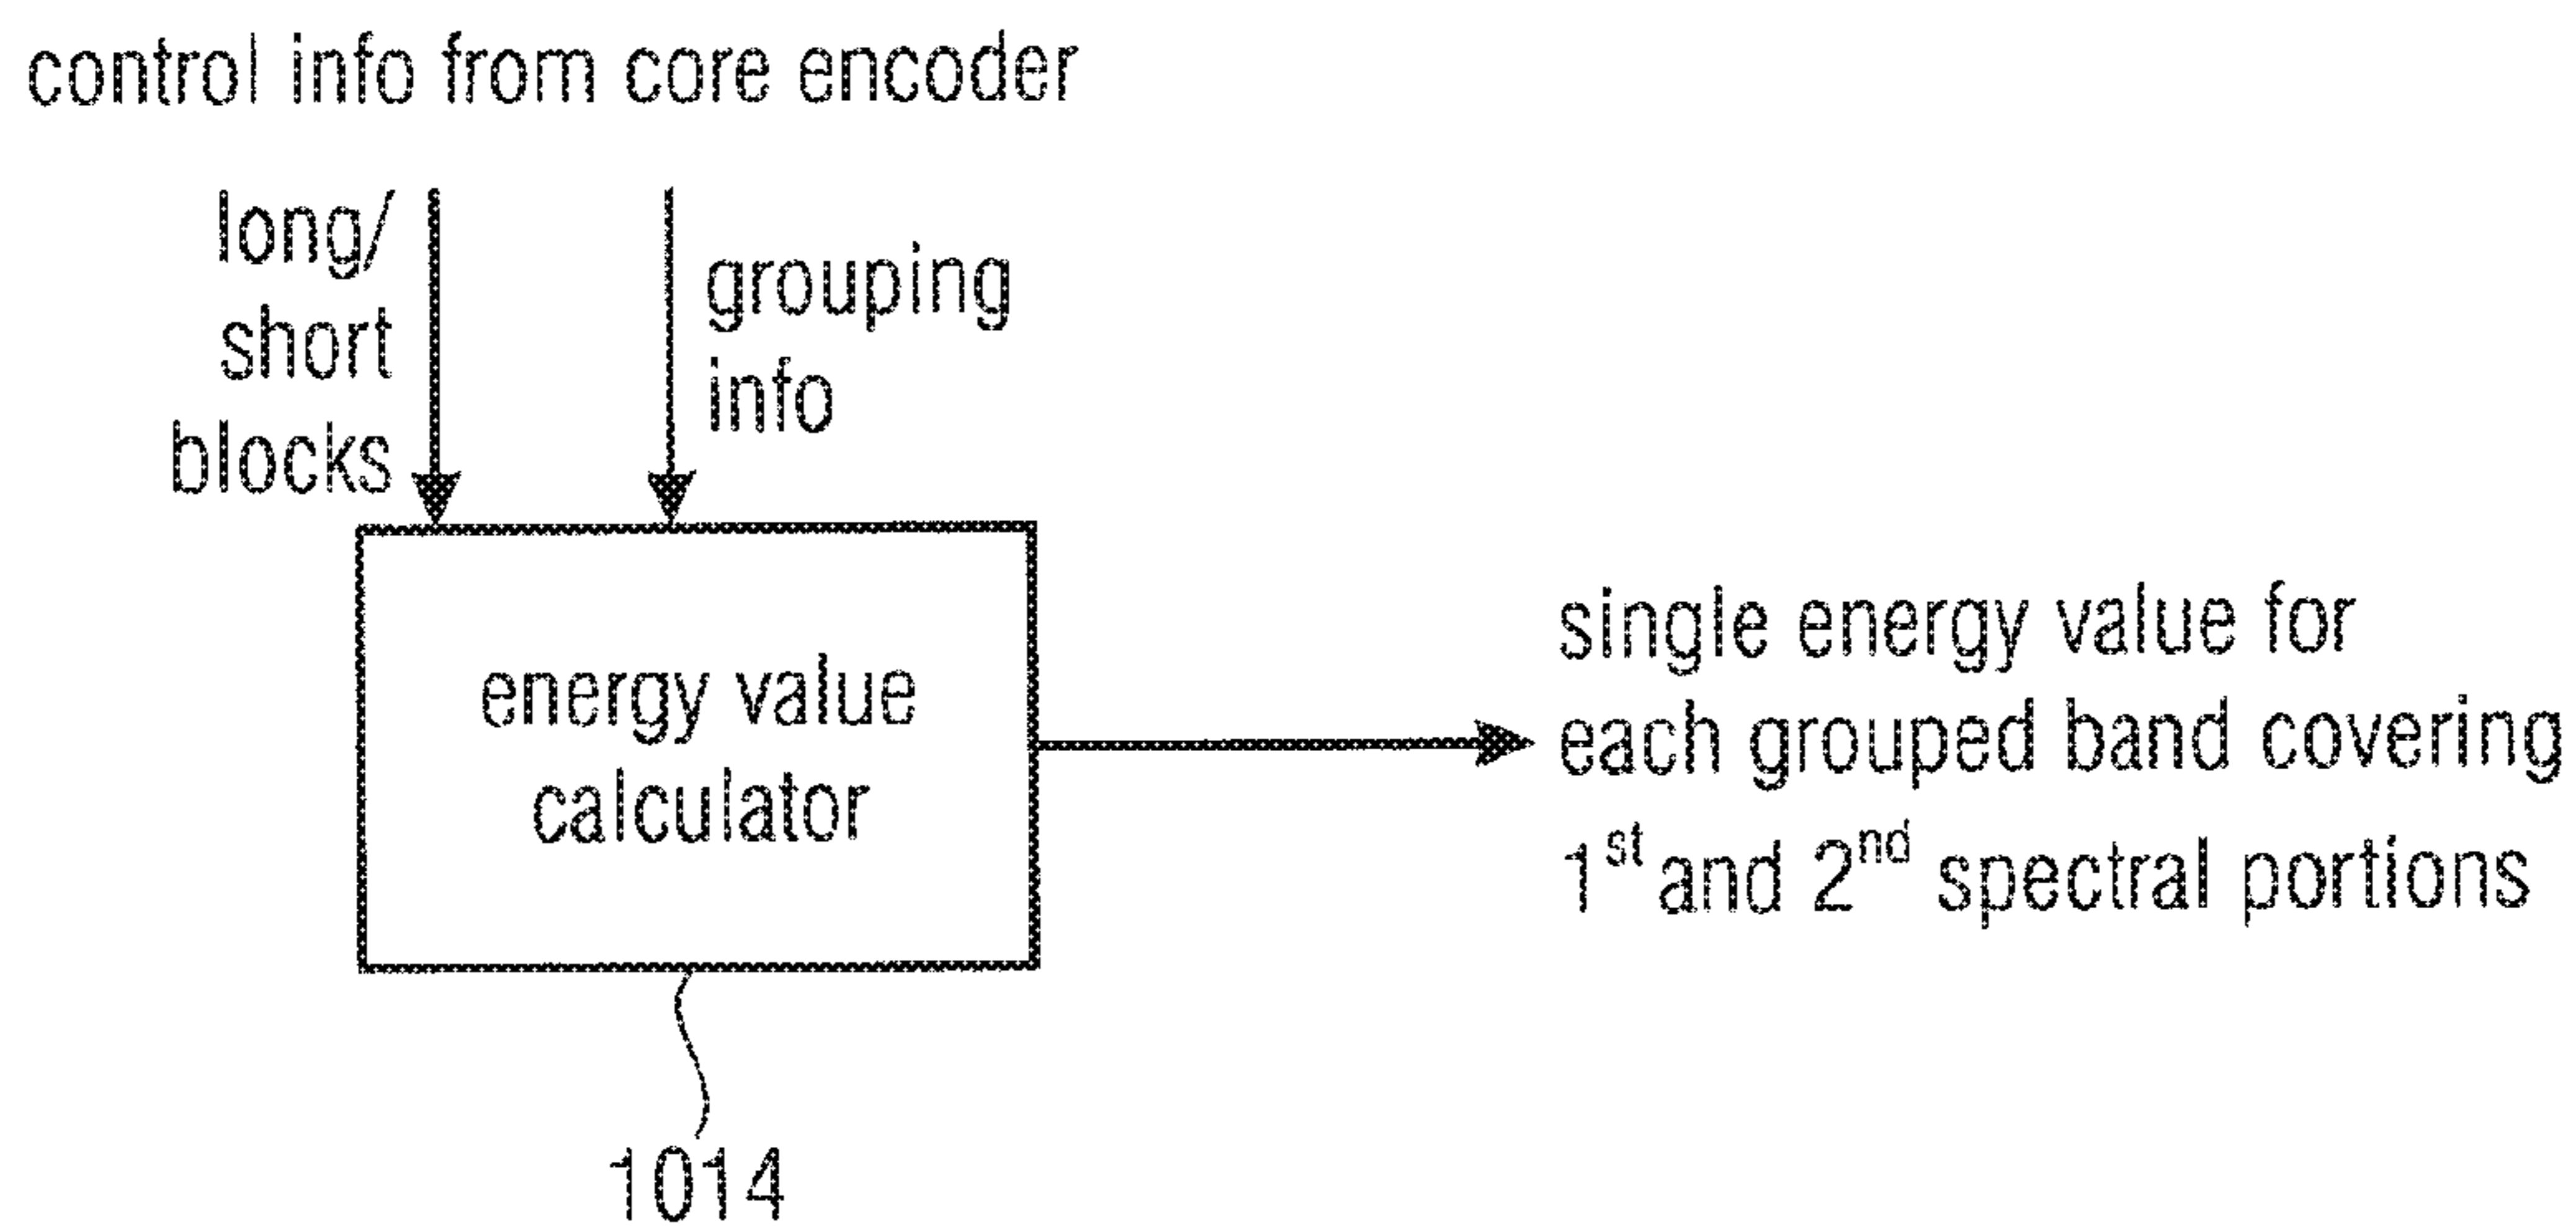 control info from core encoder
long/
short
blocks
grouping
info
energy value
calculator
single energy value for
each grouped band covering
1st and 2nd spectral portions
1014